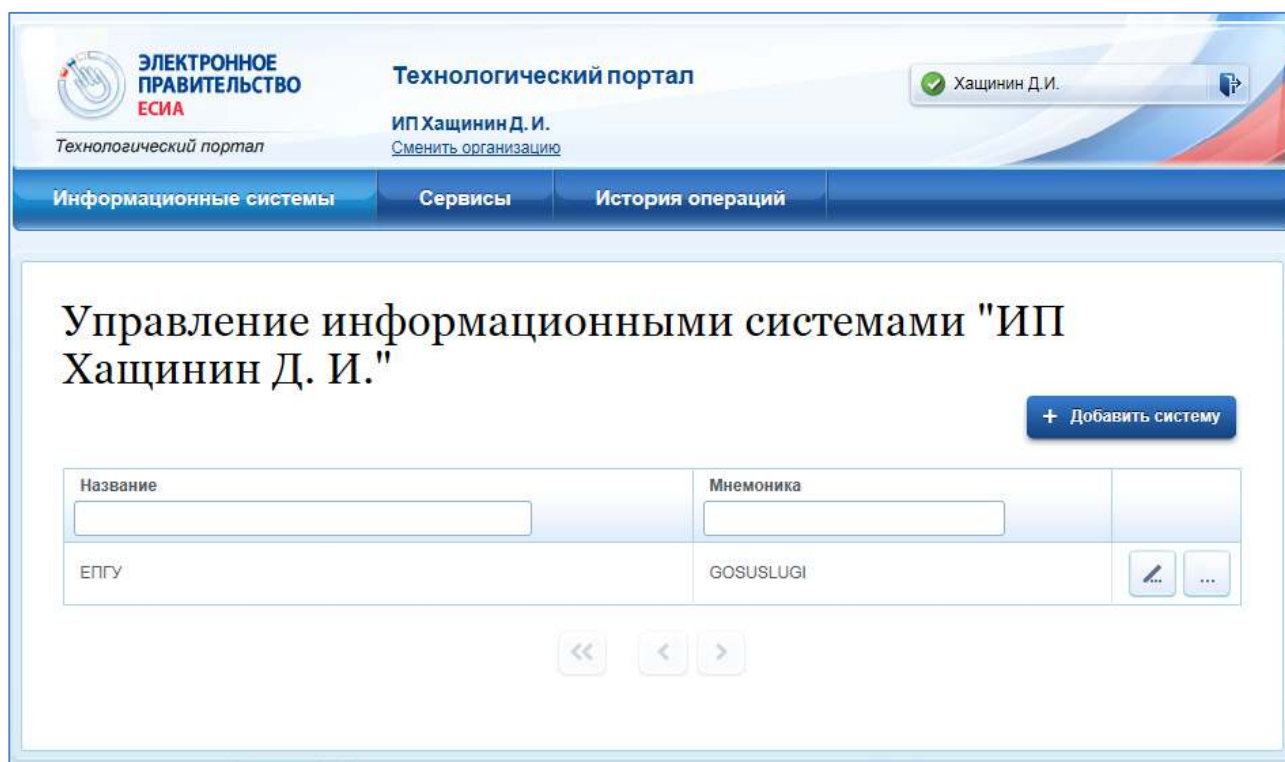 ЭЛЕКТРОННОЕ
ПРАВИТЕЛЬСТВО
ЕСИА
Технологический портал
Технологический портал
ИП Хащинин Д. И.
Сменить организацию
Хащинин Д.И.
Информационные системы
Сервисы
История операций
Управление информационными системами "ИП
Хащинин Д. И."
+ Добавить систему
Название
Мнемоника
ЕПГУ
GOSUSLUGI
...